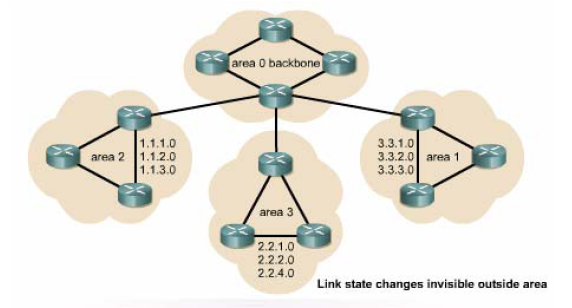 area 0 backbone
area 2
1.1.1.0
1.1.2.0
1.1.3.0
3.3.1.0
3.3.2.0
3.3.3.0
area 1
area 3
2.2.1.0
2.2.2.0
2.2.4.0
Link state changes invisible outside area